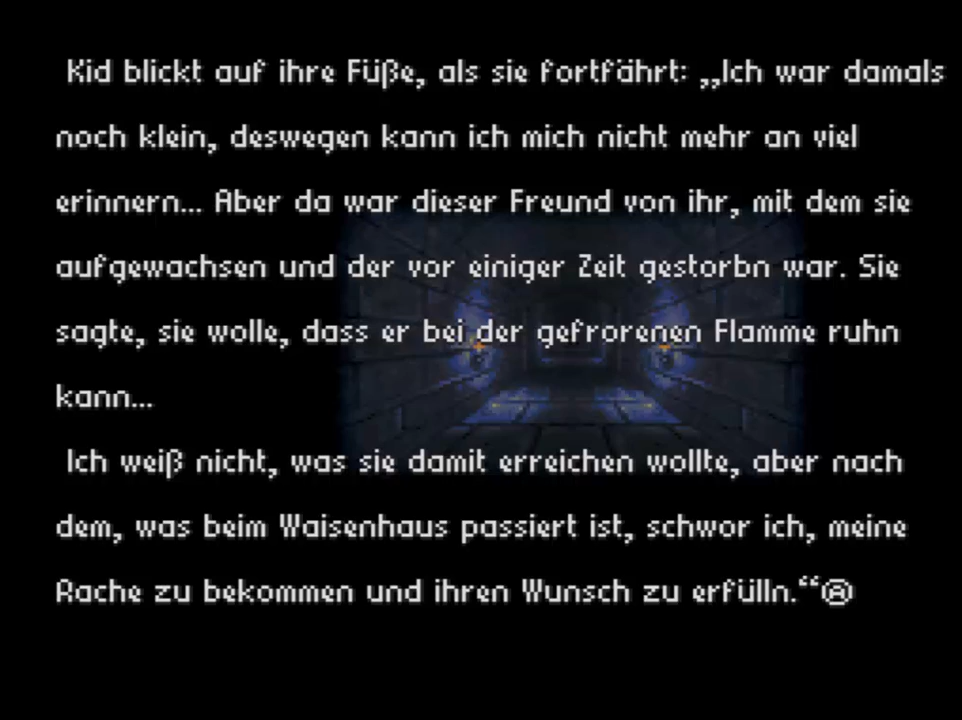 Kid blickt auf ihre Füße, als sie fortfährt: „Ich war damals
noch klein, deswegen kann ich mich nicht mehr an viel
erinnern... Aber da war dieser Freund von ihr, mit dem sie
aufgewachsen und der vor einiger Zeit gestorbn war. Sie
sagte, sie wolle, dass er bei der gefrorenen Flamme ruhn
kann...
Ich weiß nicht, was sie damit erreichen wollte, aber nach
dem, was beim Waisenhaus passiert ist, schwor ich, meine
Rache zu bekommen und ihren Wunsch zu erfülln.“